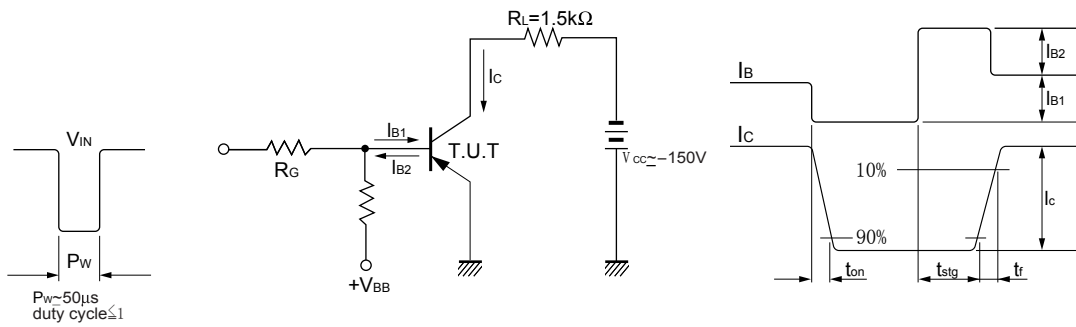 VIN
PW
PW~50μs
duty cycle≦1
RG
IB1
IB2
T.U.T
+VBB
IC
RL=1.5kΩ
VCC≃-150V
IB
IC
10%
90%
IB2
IB1
Ic
ton
tstg
tf